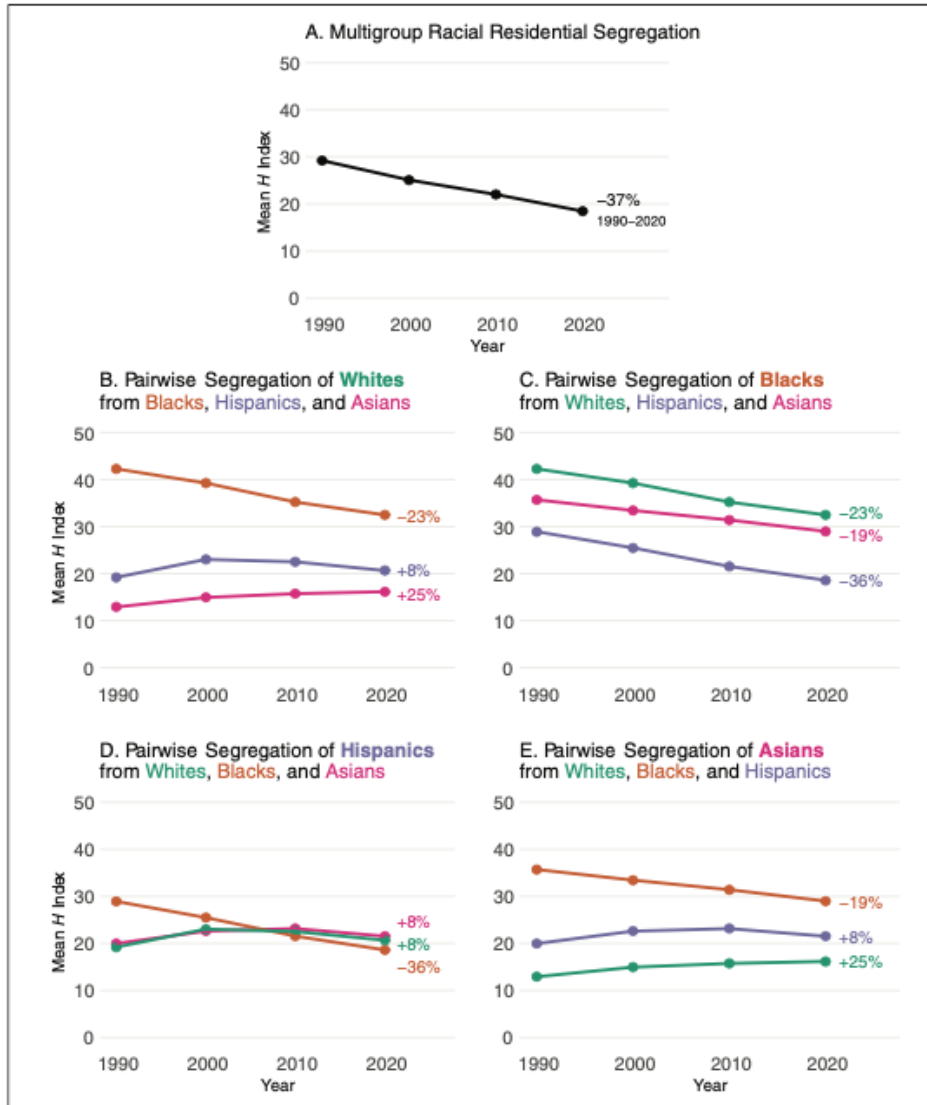 A. Multigroup Racial Residential Segregation
50
40
30
20
10
0
Mean H Index
−37%
1990−2020
1990 2000 2010 2020
Year
B. Pairwise Segregation of Whites
from Blacks, Hispanics, and Asians
50
40
30
20
10
0
Mean H Index
−23%
+8%
+25%
1990 2000 2010 2020
C. Pairwise Segregation of Blacks
from Whites, Hispanics, and Asians
50
40
30
20
10
0
−23%
−19%
−36%
1990 2000 2010 2020
D. Pairwise Segregation of Hispanics
from Whites, Blacks, and Asians
50
40
30
20
10
0
Mean H Index
+8%
+8%
−36%
1990 2000 2010 2020
Year
E. Pairwise Segregation of Asians
from Whites, Blacks, and Hispanics
50
40
30
20
10
0
−19%
+8%
+25%
1990 2000 2010 2020
Year